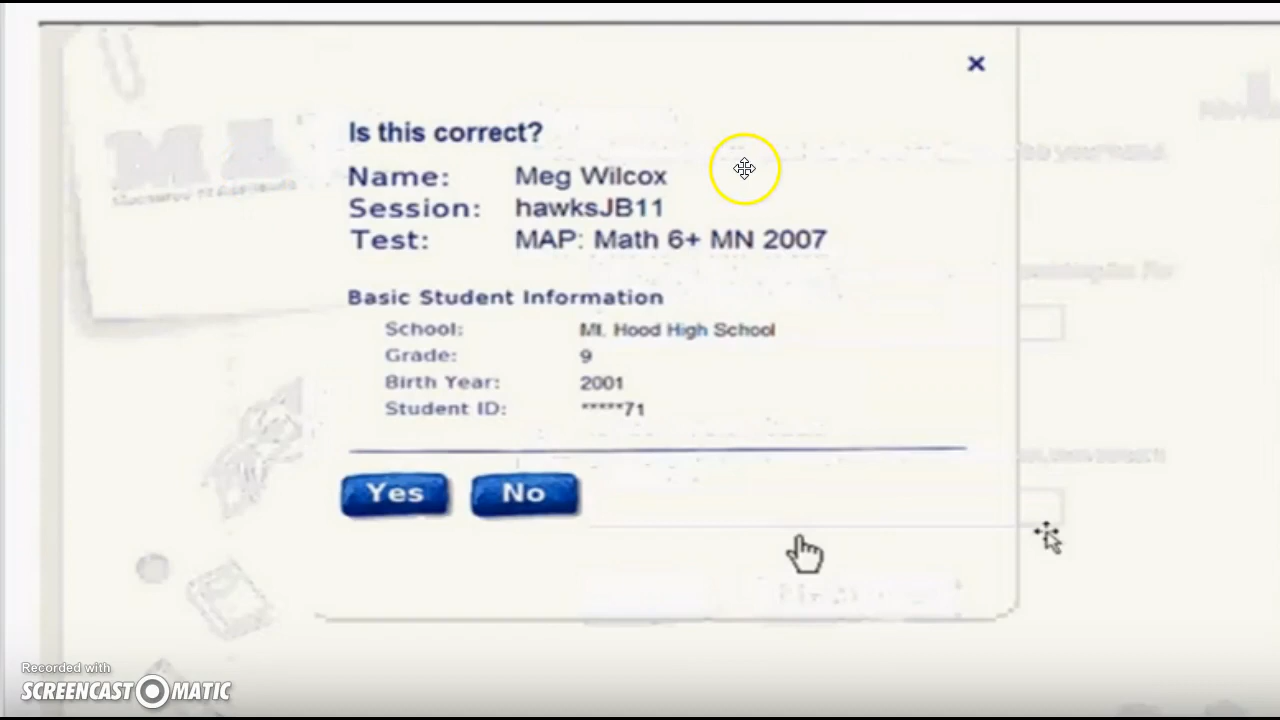 ×
Is this correct?
Name: Meg Wilcox
Session: hawksJB11
Test: MAP: Math 6+ MN 2007
Basic Student Information
School: Mt. Hood High School
Grade: 9
Birth Year: 2001
Student ID: *****71
Yes No
Recorded with
SCREENCAST MATIC